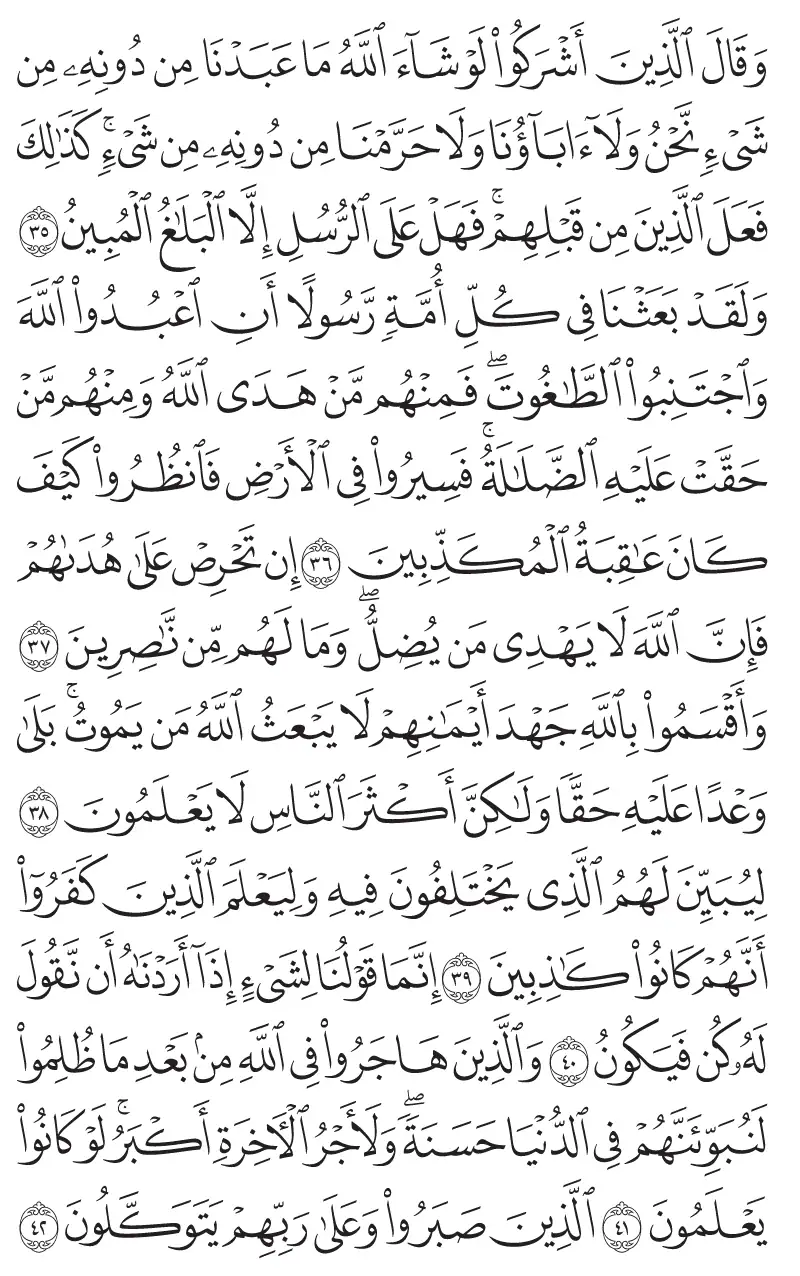 وَقَالَ ٱلَّذِينَ أَشْرَكُوا۟ لَوْ شَآءَ ٱللَّهُ مَا عَبَدْنَا مِن دُونِهِۦ مِن
شَىْءٍ نَّحْنُ وَلَآ ءَابَآؤُنَا وَلَا حَرَّمْنَا مِن دُونِهِۦ مِن شَىْءٍ ۚ كَذَٰلِكَ
فَعَلَ ٱلَّذِينَ مِن قَبْلِهِمْ ۚ فَهَلْ عَلَى ٱلرُّسُلِ إِلَّا ٱلْبَلَٰغُ ٱلْمُبِينُ ٣٥
وَلَقَدْ بَعَثْنَا فِى كُلِّ أُمَّةٍ رَّسُولًا أَنِ ٱعْبُدُوا۟ ٱللَّهَ
وَٱجْتَنِبُوا۟ ٱلطَّٰغُوتَ ۖ فَمِنْهُم مَّنْ هَدَى ٱللَّهُ وَمِنْهُم مَّنْ
حَقَّتْ عَلَيْهِ ٱلضَّلَٰلَةُ ۚ فَسِيرُوا۟ فِى ٱلْأَرْضِ فَٱنظُرُوا۟ كَيْفَ
كَانَ عَٰقِبَةُ ٱلْمُكَذِّبِينَ ٣٦ إِن تَحْرِصْ عَلَىٰ هُدَىٰهُمْ
فَإِنَّ ٱللَّهَ لَا يَهْدِى مَن يُضِلُّ ۖ وَمَا لَهُم مِّن نَّٰصِرِينَ ٣٧
وَأَقْسَمُوا۟ بِٱللَّهِ جَهْدَ أَيْمَٰنِهِمْ لَا يَبْعَثُ ٱللَّهُ مَن يَمُوتُ ۚ بَلَىٰ
وَعْدًا عَلَيْهِ حَقًّا وَلَٰكِنَّ أَكْثَرَ ٱلنَّاسِ لَا يَعْلَمُونَ ٣٨
لِيُبَيِّنَ لَهُمُ ٱلَّذِى يَخْتَلِفُونَ فِيهِ وَلِيَعْلَمَ ٱلَّذِينَ كَفَرُوٓا۟
أَنَّهُمْ كَانُوا۟ كَٰذِبِينَ ٣٩ إِنَّمَا قَوْلُنَا لِشَىْءٍ إِذَآ أَرَدْنَٰهُ أَن نَّقُولَ
لَهُۥ كُن فَيَكُونُ ٤٠ وَٱلَّذِينَ هَاجَرُوا۟ فِى ٱللَّهِ مِنۢ بَعْدِ مَا ظُلِمُوا۟
لَنُبَوِّئَنَّهُمْ فِى ٱلدُّنْيَا حَسَنَةً ۖ وَلَأَجْرُ ٱلْءَاخِرَةِ أَكْبَرُ ۚ لَوْ كَانُوا۟
يَعْلَمُونَ ٤١ ٱلَّذِينَ صَبَرُوا۟ وَعَلَىٰ رَبِّهِمْ يَتَوَكَّلُونَ ٤٢